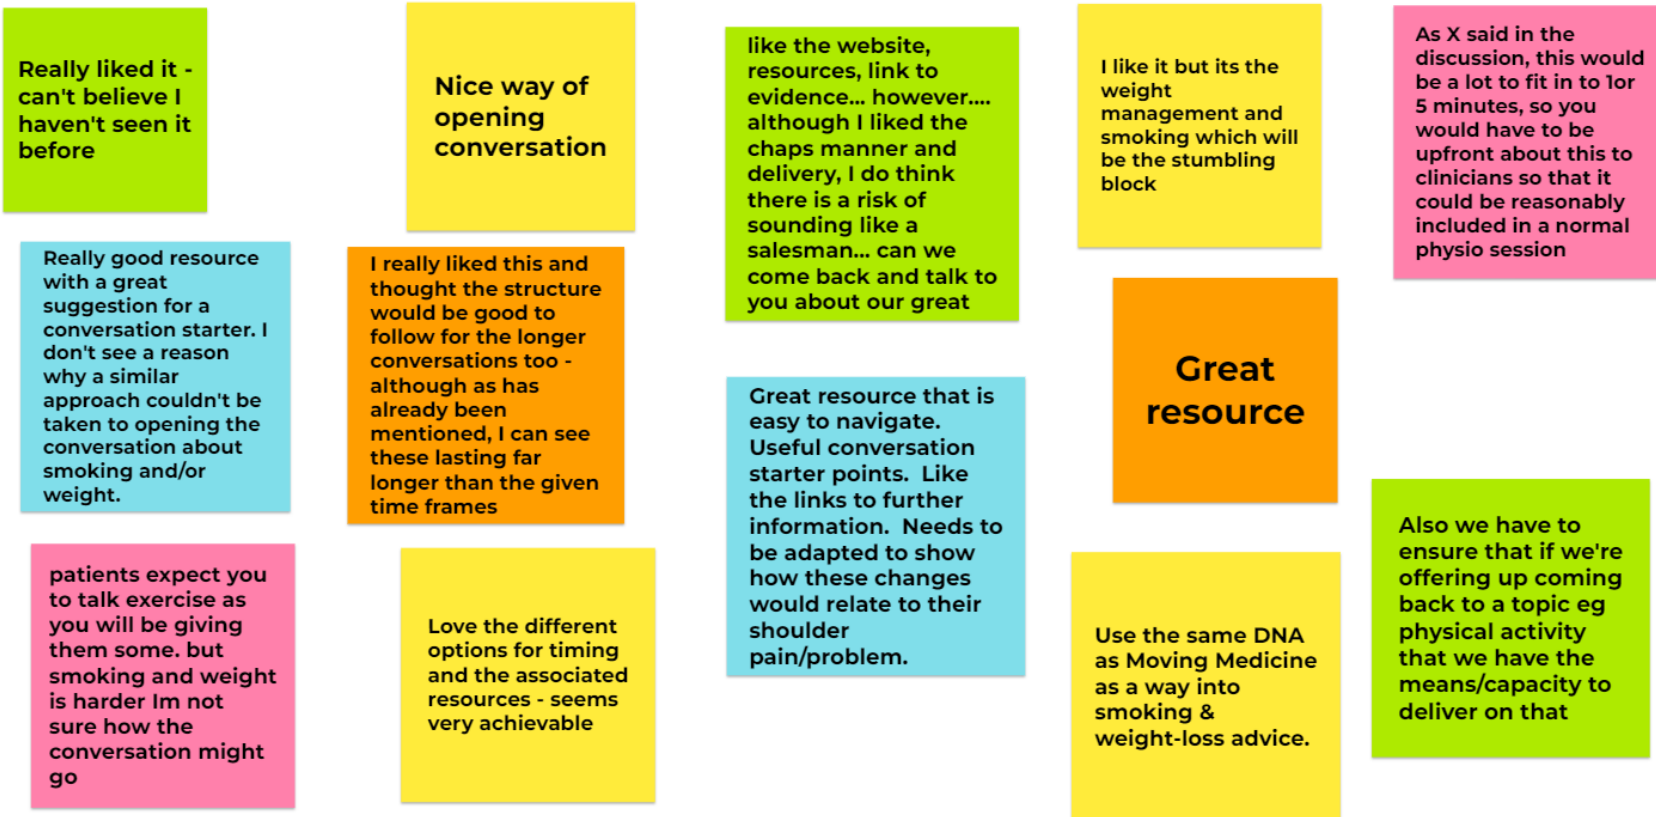 Really liked it -
can't believe I
haven't seen it
before
Nice way of
opening
conversation
like the website,
resources, link to
evidence... however....
although I liked the
chaps manner and
delivery, I do think
there is a risk of
sounding like a
salesman... can we
come back and talk to
you about our great
I like it but its the
weight
management and
smoking which will
be the stumbling
block
As X said in the
discussion, this would
be a lot to fit in to 1or
5 minutes, so you
would have to be
upfront about this to
clinicians so that it
could be reasonably
included in a normal
physio session
Really good resource
with a great
suggestion for a
conversation starter. I
don't see a reason
why a similar
approach couldn't be
taken to opening the
conversation about
smoking and/or
weight.
I really liked this and
thought the structure
would be good to
follow for the longer
conversations too -
although as has
already been
mentioned, I can see
these lasting far
longer than the given
time frames
Great resource that is
easy to navigate.
Useful conversation
starter points.  Like
the links to further
information.  Needs to
be adapted to show
how these changes
would relate to their
shoulder
pain/problem.
Great
resource
patients expect you
to talk exercise as
you will be giving
them some. but
smoking and weight
is harder Im not
sure how the
conversation might
go
Love the different
options for timing
and the associated
resources - seems
very achievable
Use the same DNA
as Moving Medicine
as a way into
smoking &
weight-loss advice.
Also we have to
ensure that if we're
offering up coming
back to a topic eg
physical activity
that we have the
means/capacity to
deliver on that